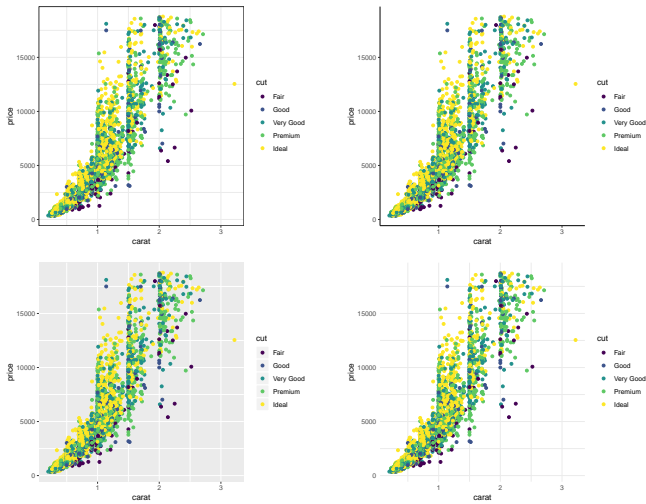 15000
10000
5000
0
price
1
2
3
carat
cut
Fair
Good
Very Good
Premium
Ideal
15000
10000
5000
0
price
1
2
3
carat
cut
Fair
Good
Very Good
Premium
Ideal
15000
10000
5000
0
price
1
2
3
carat
cut
Fair
Good
Very Good
Premium
Ideal
15000
10000
5000
0
price
1
2
3
carat
cut
Fair
Good
Very Good
Premium
Ideal